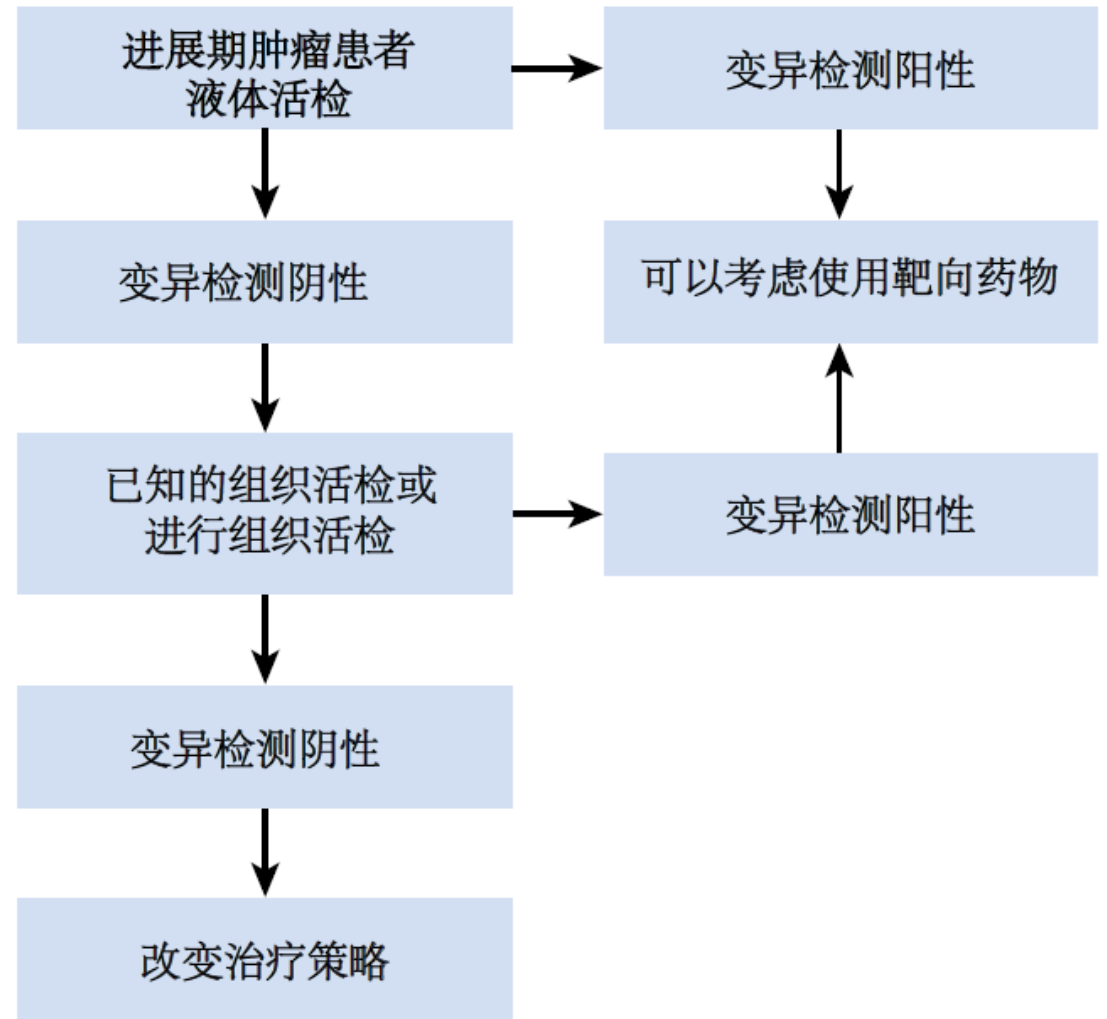 进展期肿瘤患者
液体活检
变异检测阳性
变异检测阴性
可以考虑使用靶向药物
已知的组织活检或
进行组织活检
变异检测阳性
变异检测阴性
改变治疗策略